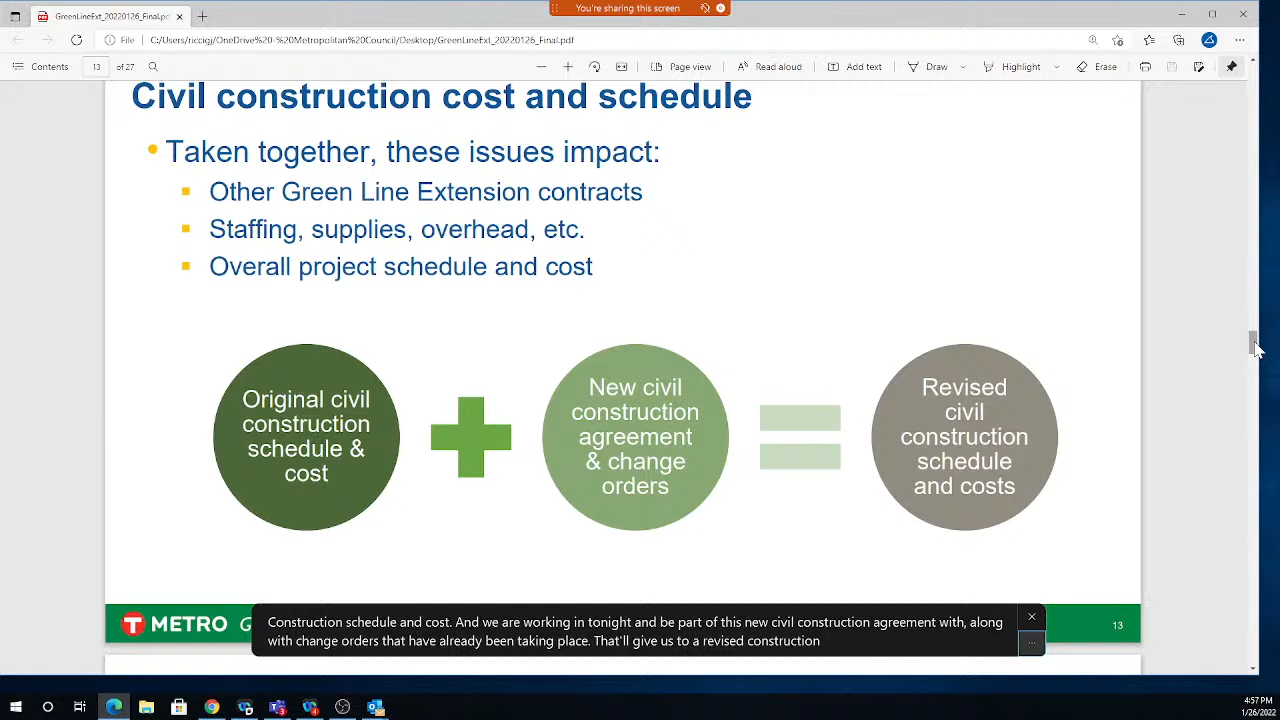 You're sharing this screen
GreenLineExt_20220126_Final.pdf
File C:/Users/riccigj/OneDrive%20-%20Metropolitan%20Council/Desktop/GreenLineExt_20220126_Final.pdf
Contents 13 of 27 Page view Read aloud Add text Draw Highlight Erase
Civil construction cost and schedule
Taken together, these issues impact:
Other Green Line Extension contracts
Staffing, supplies, overhead, etc.
Overall project schedule and cost
Original civil
construction
schedule &
cost
New civil
construction
agreement
& change
orders
Revised
civil
construction
schedule
and costs
T METRO G
13
Construction schedule and cost. And we are working in tonight and be part of this new civil construction agreement with, along
with change orders that have already been taking place. That'll give us to a revised construction
4:57 PM
1/26/2022